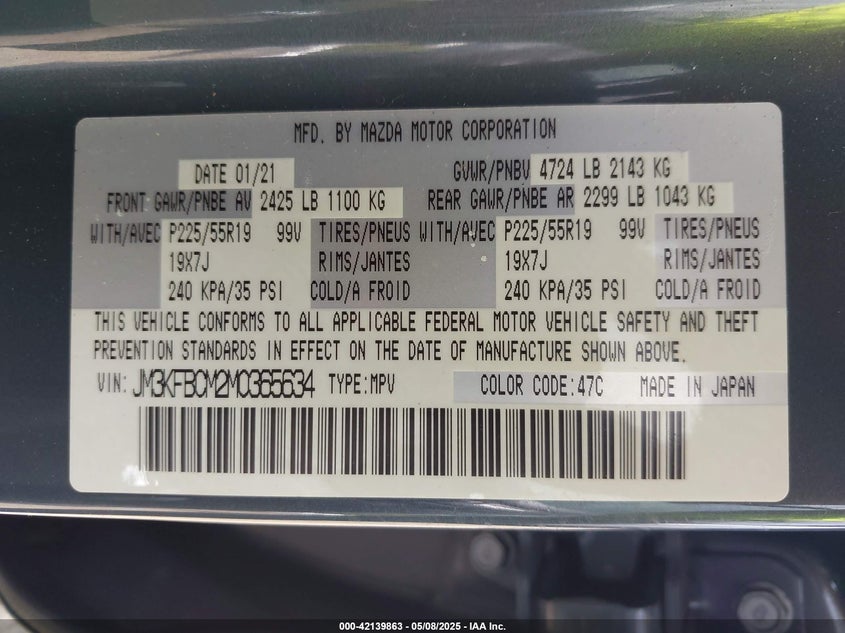 MFD. BY MAZDA MOTOR CORPORATION
DATE 01/21 GVWR/PNBV 4724 LB 2143 KG
FRONT GAWR/PNBE AV 2425 LB 1100 KG REAR GAWR/PNBE AR 2299 LB 1043 KG
WITH/AVEC P225/55R19 99V TIRES/PNEUS WITH/AVEC P225/55R19 99V TIRES/PNEUS
19X7J RIMS/JANTES 19X7J RIMS/JANTES
240 KPA/35 PSI COLD/A FROID 240 KPA/35 PSI COLD/A FROID
THIS VEHICLE CONFORMS TO ALL APPLICABLE FEDERAL MOTOR VEHICLE SAFETY AND THEFT
PREVENTION STANDARDS IN EFFECT ON THE DATE OF MANUFACTURE SHOWN ABOVE.
VIN: JM3KFBCM2M0365634 TYPE:MPV COLOR CODE:47C MADE IN JAPAN
000-42139863 - 05/08/2025 - IAA Inc.